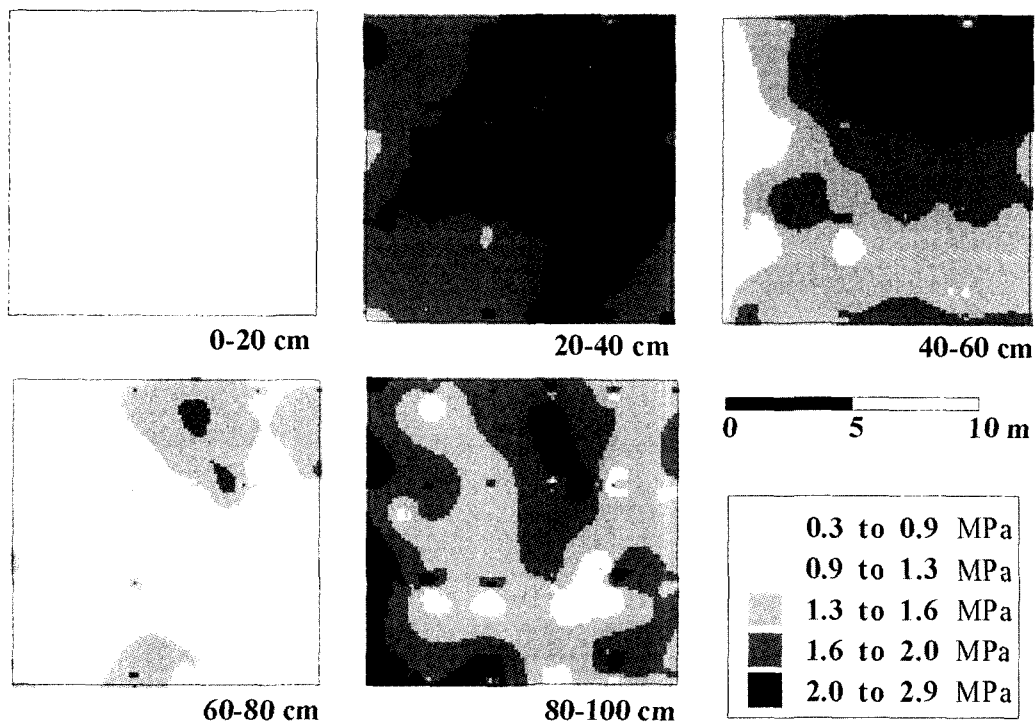 0-20 cm
20-40 cm
40-60 cm
60-80 cm
80-100 cm
0 5 10 m
0.3 to 0.9 MPa
0.9 to 1.3 MPa
1.3 to 1.6 MPa
1.6 to 2.0 MPa
2.0 to 2.9 MPa